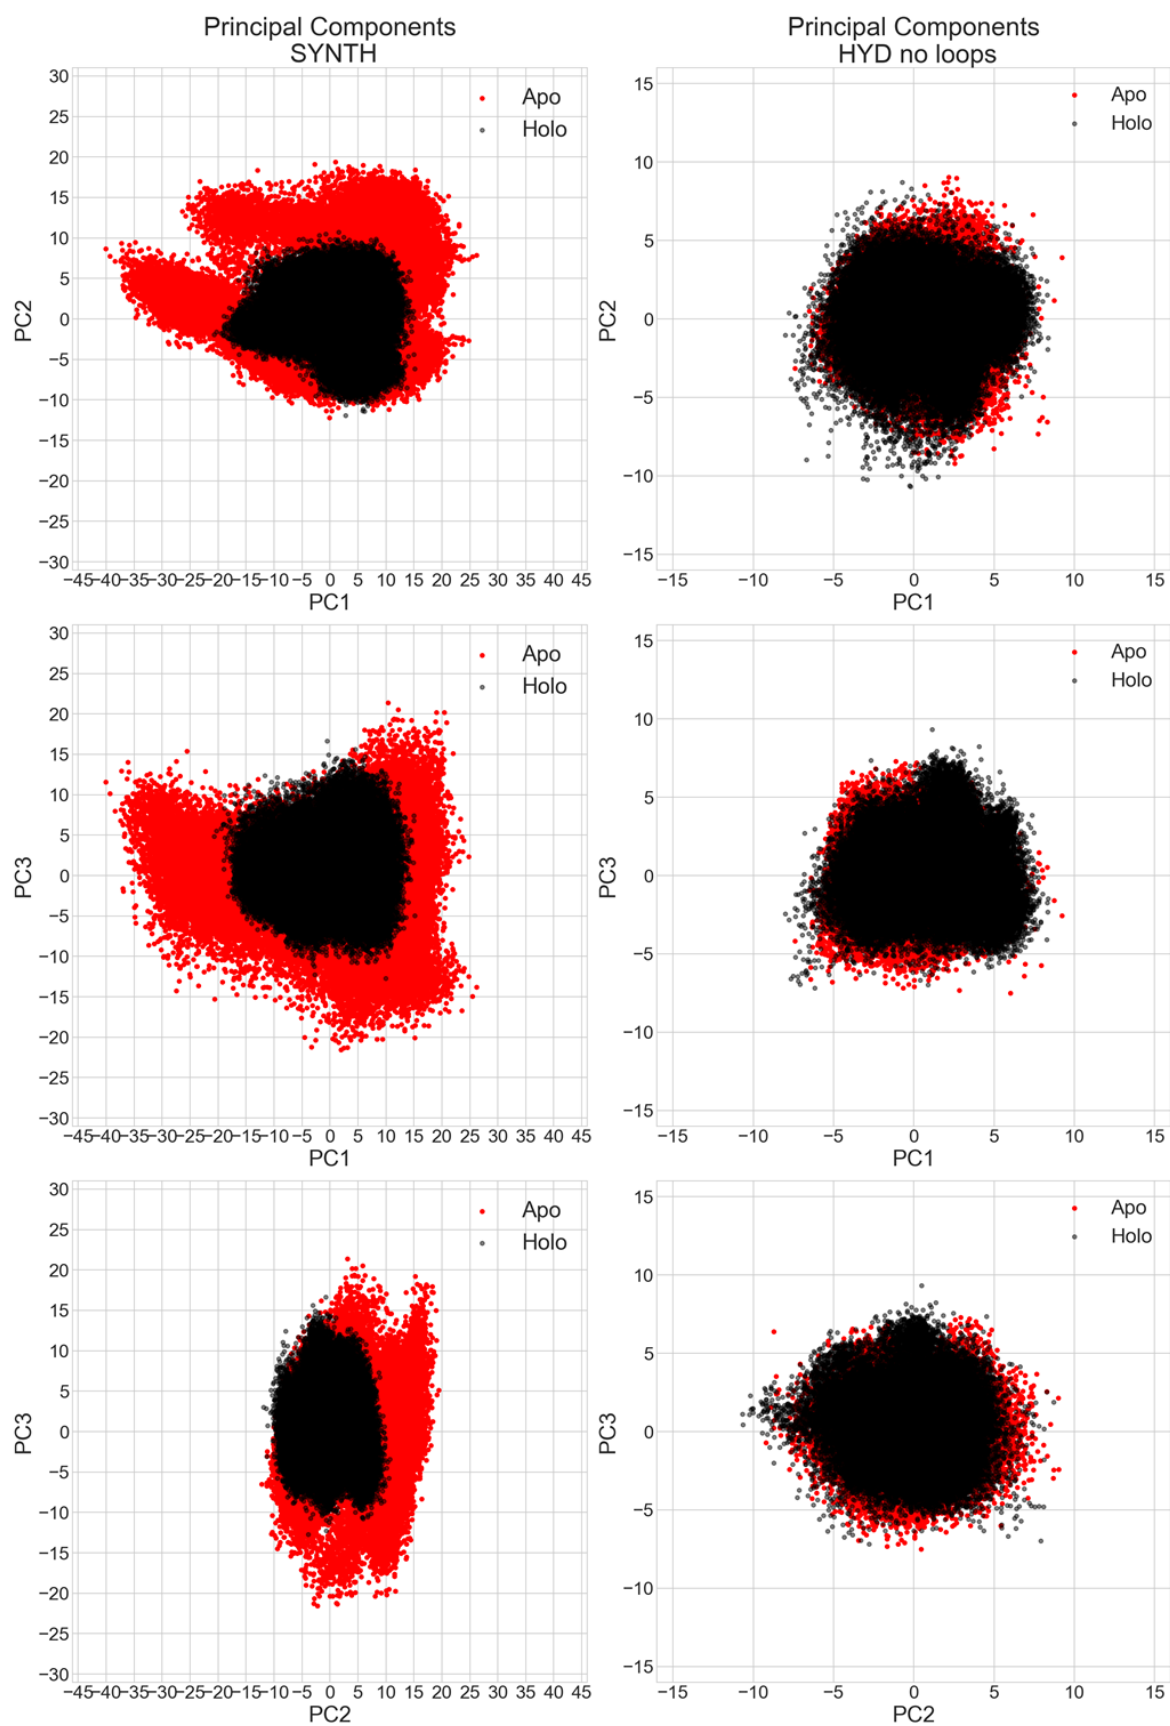 Principal Components
SYNTH
30
25
20
15
10
5
0
−5
−10
−15
−20
−25
−30
PC2
Apo
Holo
−45−40−35−30−25−20−15−10 −5 0 5 10 15 20 25 30 35 40 45
PC1
Principal Components
HYD no loops
15
10
5
0
−5
−10
−15
PC2
Apo
Holo
−15 −10 −5 0 5 10 15
PC1
30
25
20
15
10
5
0
−5
−10
−15
−20
−25
−30
PC3
Apo
Holo
−45−40−35−30−25−20−15−10 −5 0 5 10 15 20 25 30 35 40 45
PC1
15
10
5
0
−5
−10
−15
PC3
Apo
Holo
−15 −10 −5 0 5 10 15
PC1
30
25
20
15
10
5
0
−5
−10
−15
−20
−25
−30
PC3
Apo
Holo
−45−40−35−30−25−20−15−10 −5 0 5 10 15 20 25 30 35 40 45
PC2
15
10
5
0
−5
−10
−15
PC3
Apo
Holo
−15 −10 −5 0 5 10 15
PC2